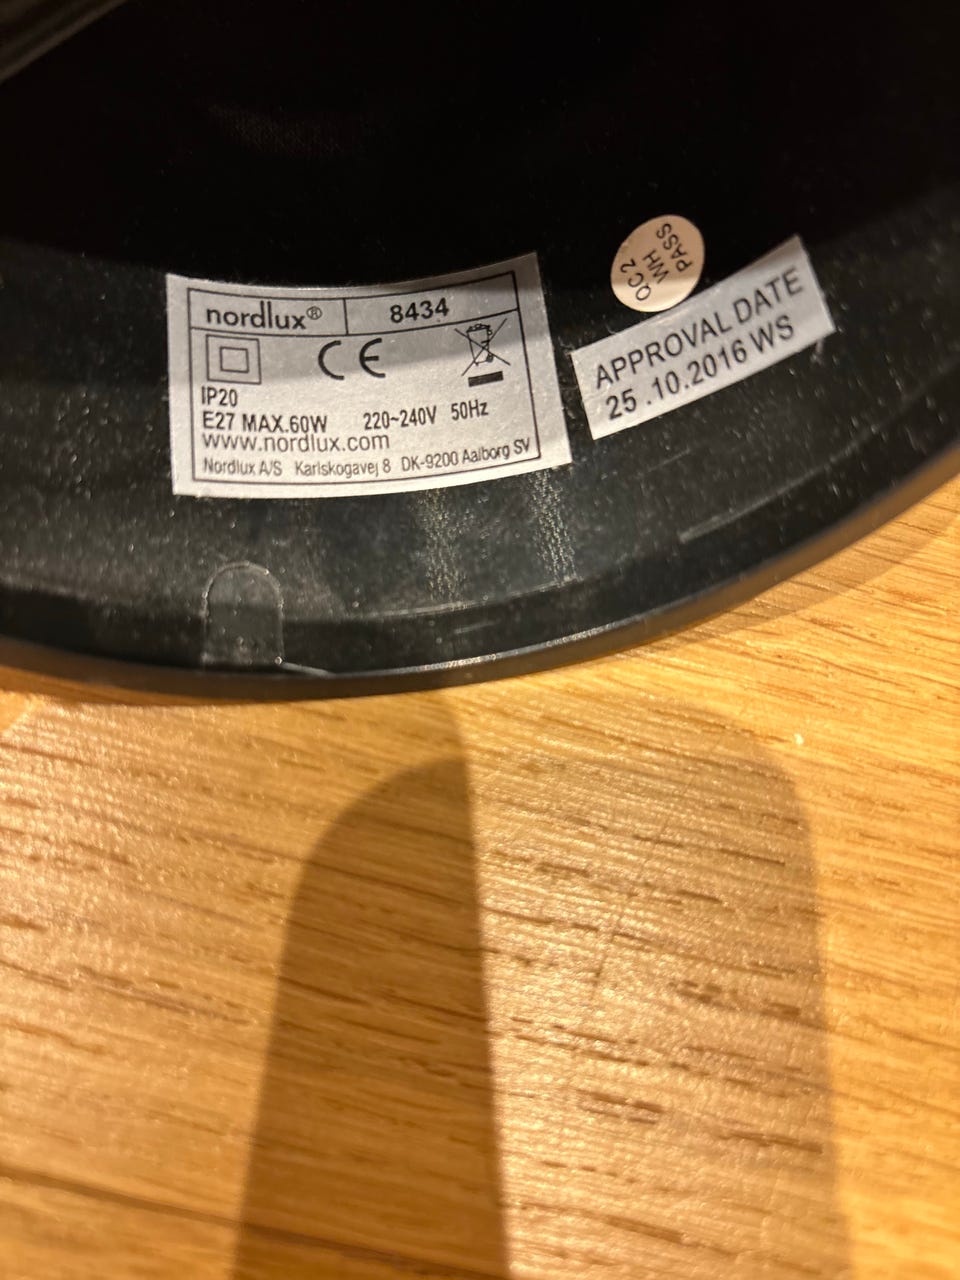 nordlux® 8434
CE
IP20
E27 MAX.60W 220~240V 50Hz
www.nordlux.com
Nordlux A/S Karlskogavej 8 DK-9200 Aalborg SV
QC2
WH
PASS
APPROVAL DATE
25 .10.2016 WS